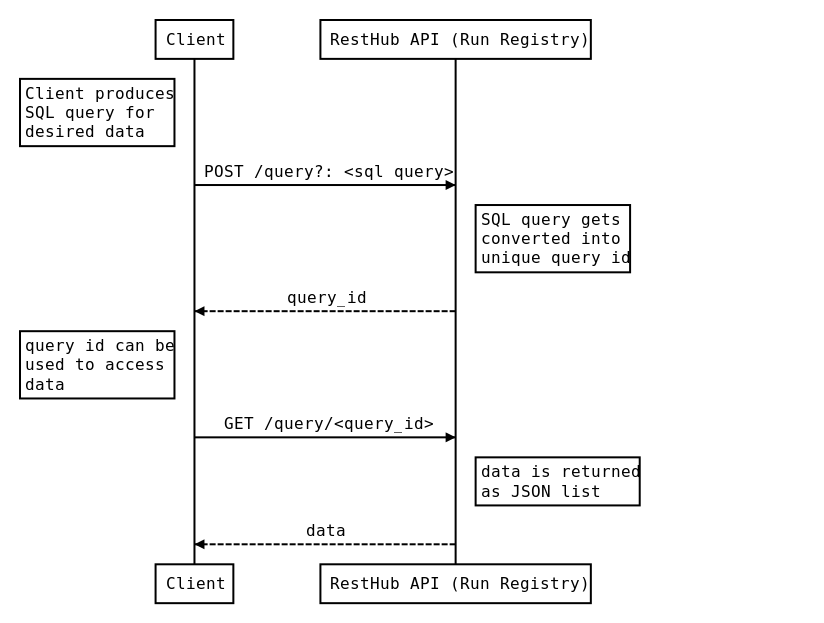 Client
RestHub API (Run Registry)
Client produces
SQL query for
desired data
POST /query?: <sql query>
SQL query gets
converted into
unique query id
query_id
query id can be
used to access
data
GET /query/<query_id>
data is returned
as JSON list
data
Client
RestHub API (Run Registry)